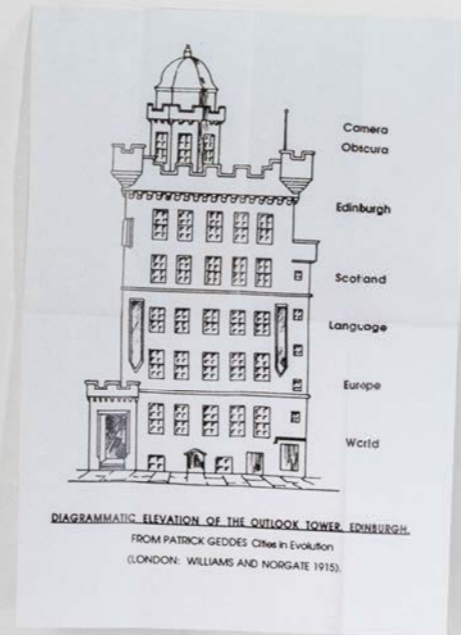 Camera
Obscura
Edinburgh
Scotland
Language
Europe
World
DIAGRAMMATIC ELEVATION OF THE OUTLOOK TOWER, EDINBURGH.
FROM PATRICK GEDDES Cities in Evolution
(LONDON: WILLIAMS AND NORGATE 1915).